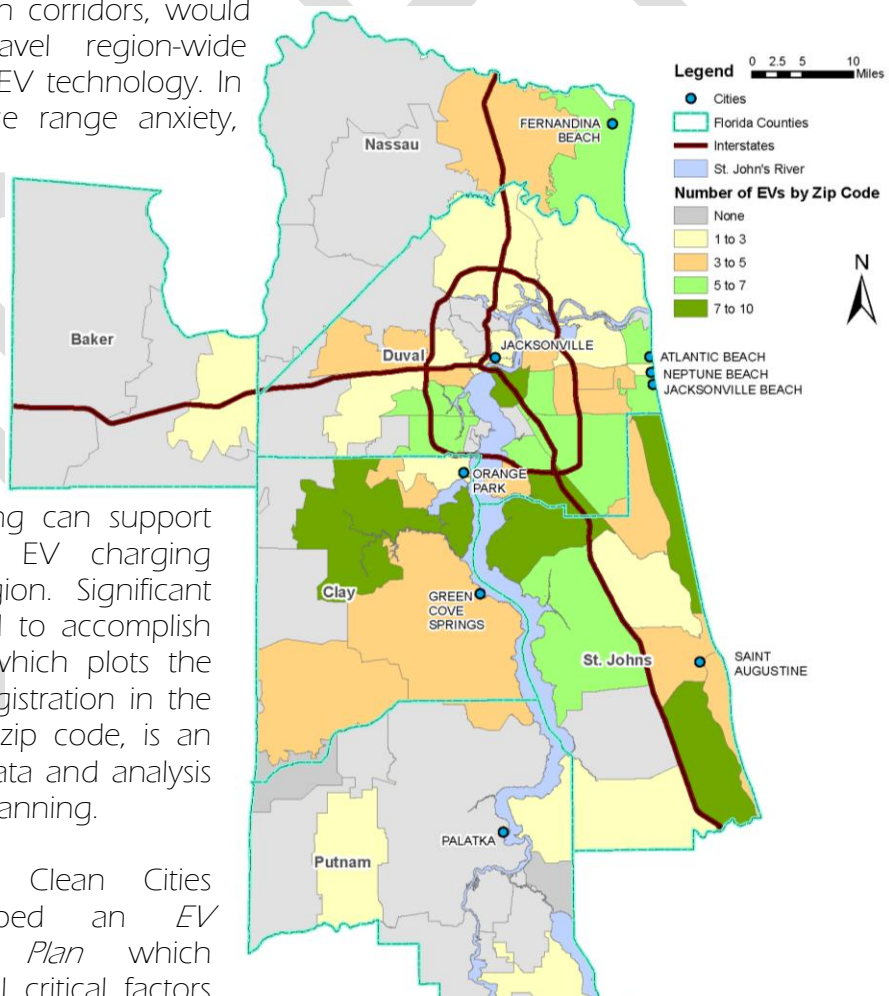 n corridors, would
avel region-wide
EV technology. In
e range anxiety,
ng can support
EV charging
gion. Significant
d to accomplish
which plots the
gistration in the
zip code, is an
ata and analysis
anning.
Clean Cities
ped an EV
Plan which
l critical factors
Legend
0 2.5 5 10
Miles
Cities
Florida Counties
Interstates
St. John's River
Number of EVs by Zip Code
None
1 to 3
3 to 5
5 to 7
7 to 10
N
FERNANDINA
BEACH
Nassau
Baker
Duval
JACKSONVILLE
ATLANTIC BEACH
NEPTUNE BEACH
JACKSONVILLE BEACH
ORANGE
PARK
Clay
GREEN
COVE
SPRINGS
St. Johns
SAINT
AUGUSTINE
PALATKA
Putnam